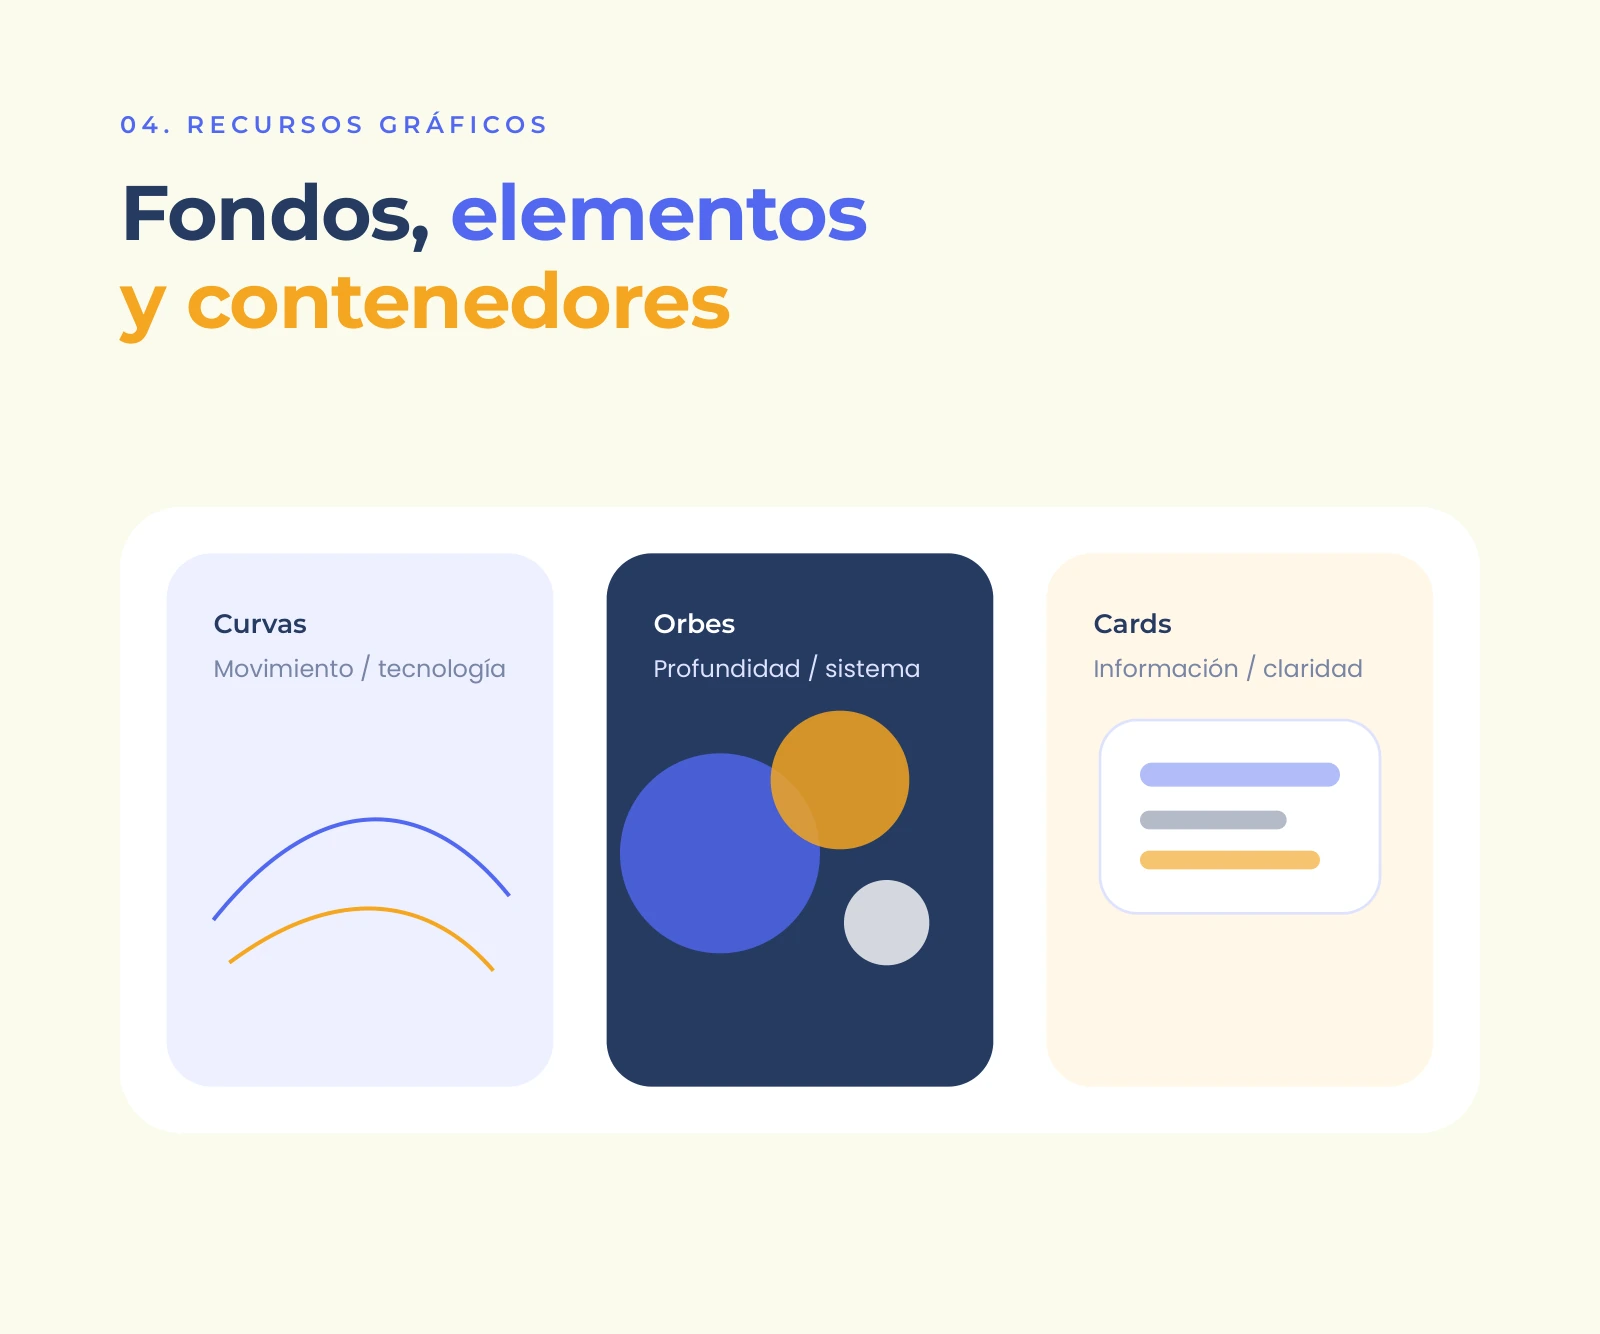 04. RECURSOS GRÁFICOS
Fondos, elementos
y contenedores
Curvas
Movimiento / tecnología
Orbes
Profundidad / sistema
Cards
Información / claridad